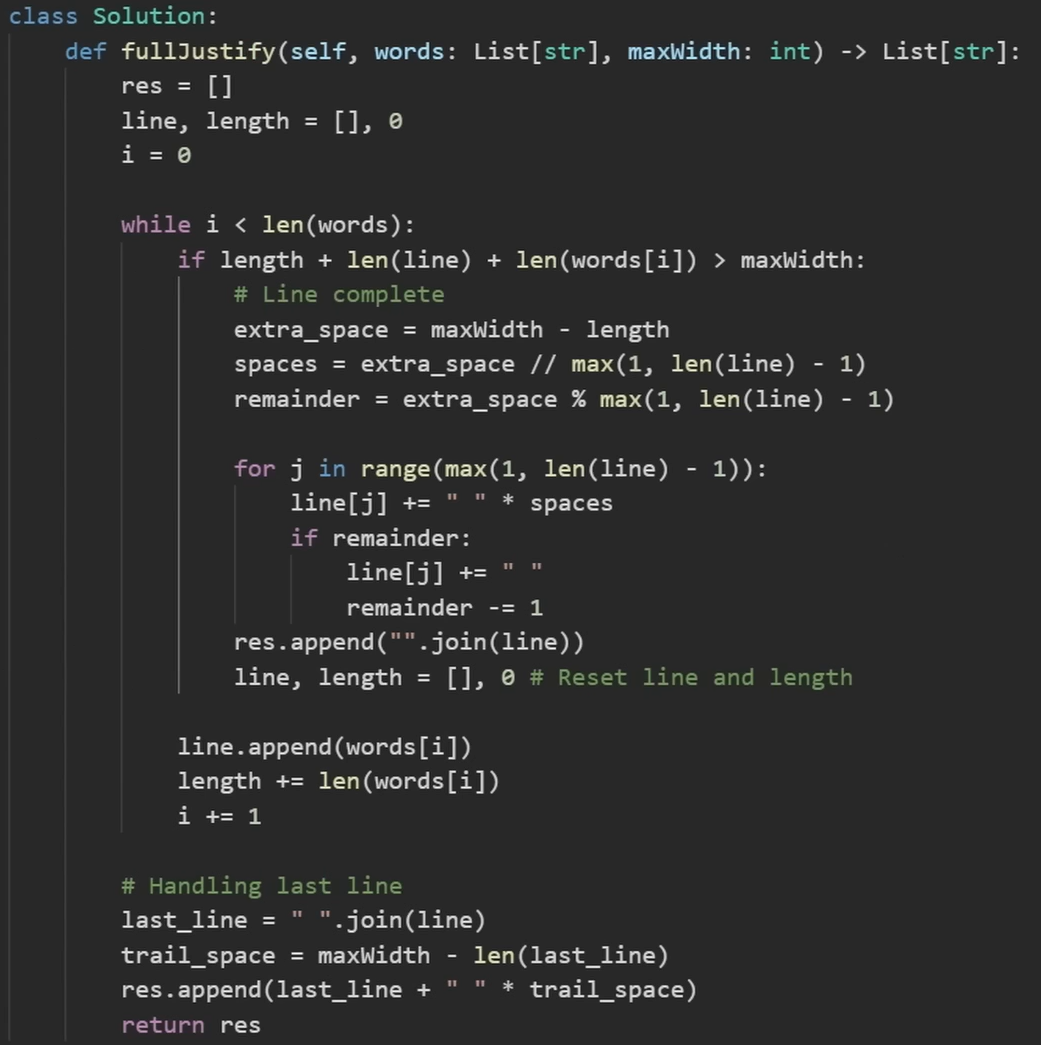 class Solution:
    def fullJustify(self, words: List[str], maxWidth: int) -> List[str]:
        res = []
        line, length = [], 0
        i = 0

        while i < len(words):
            if length + len(line) + len(words[i]) > maxWidth:
                # Line complete
                extra_space = maxWidth - length
                spaces = extra_space // max(1, len(line) - 1)
                remainder = extra_space % max(1, len(line) - 1)

                for j in range(max(1, len(line) - 1)):
                    line[j] += " " * spaces
                    if remainder:
                        line[j] += " "
                        remainder -= 1
                res.append("".join(line))
                line, length = [], 0 # Reset line and length

            line.append(words[i])
            length += len(words[i])
            i += 1

        # Handling last line
        last_line = " ".join(line)
        trail_space = maxWidth - len(last_line)
        res.append(last_line + " " * trail_space)
        return res